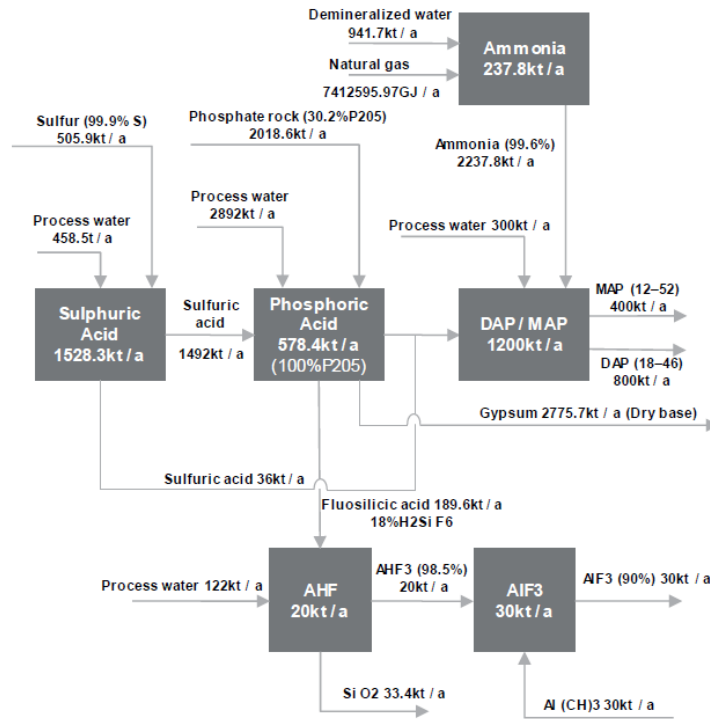 Demineralized water
941.7kt / a
Natural gas
7412595.97GJ / a
Ammonia
237.8kt / a
Sulfur (99.9% S)
505.9kt / a
Phosphate rock (30.2%P205)
2018.6kt / a
Ammonia (99.6%)
2237.8kt / a
Process water
458.5t / a
Process water
2892kt / a
Process water 300kt / a
Sulphuric
Acid
1528.3kt / a
Sulfuric
acid
1492kt / a
Phosphoric
Acid
578.4kt / a
(100%P205)
DAP / MAP
1200kt / a
MAP (12–52)
400kt / a
DAP (18–46)
800kt / a
Gypsum 2775.7kt / a (Dry base)
Sulfuric acid 36kt / a
Fluosilicic acid 189.6kt / a
18%H2Si F6
Process water 122kt / a
AHF
20kt / a
AHF3 (98.5%)
20kt / a
AIF3
30kt / a
AIF3 (90%) 30kt / a
Si O2 33.4kt / a
AI (CH)3 30kt / a